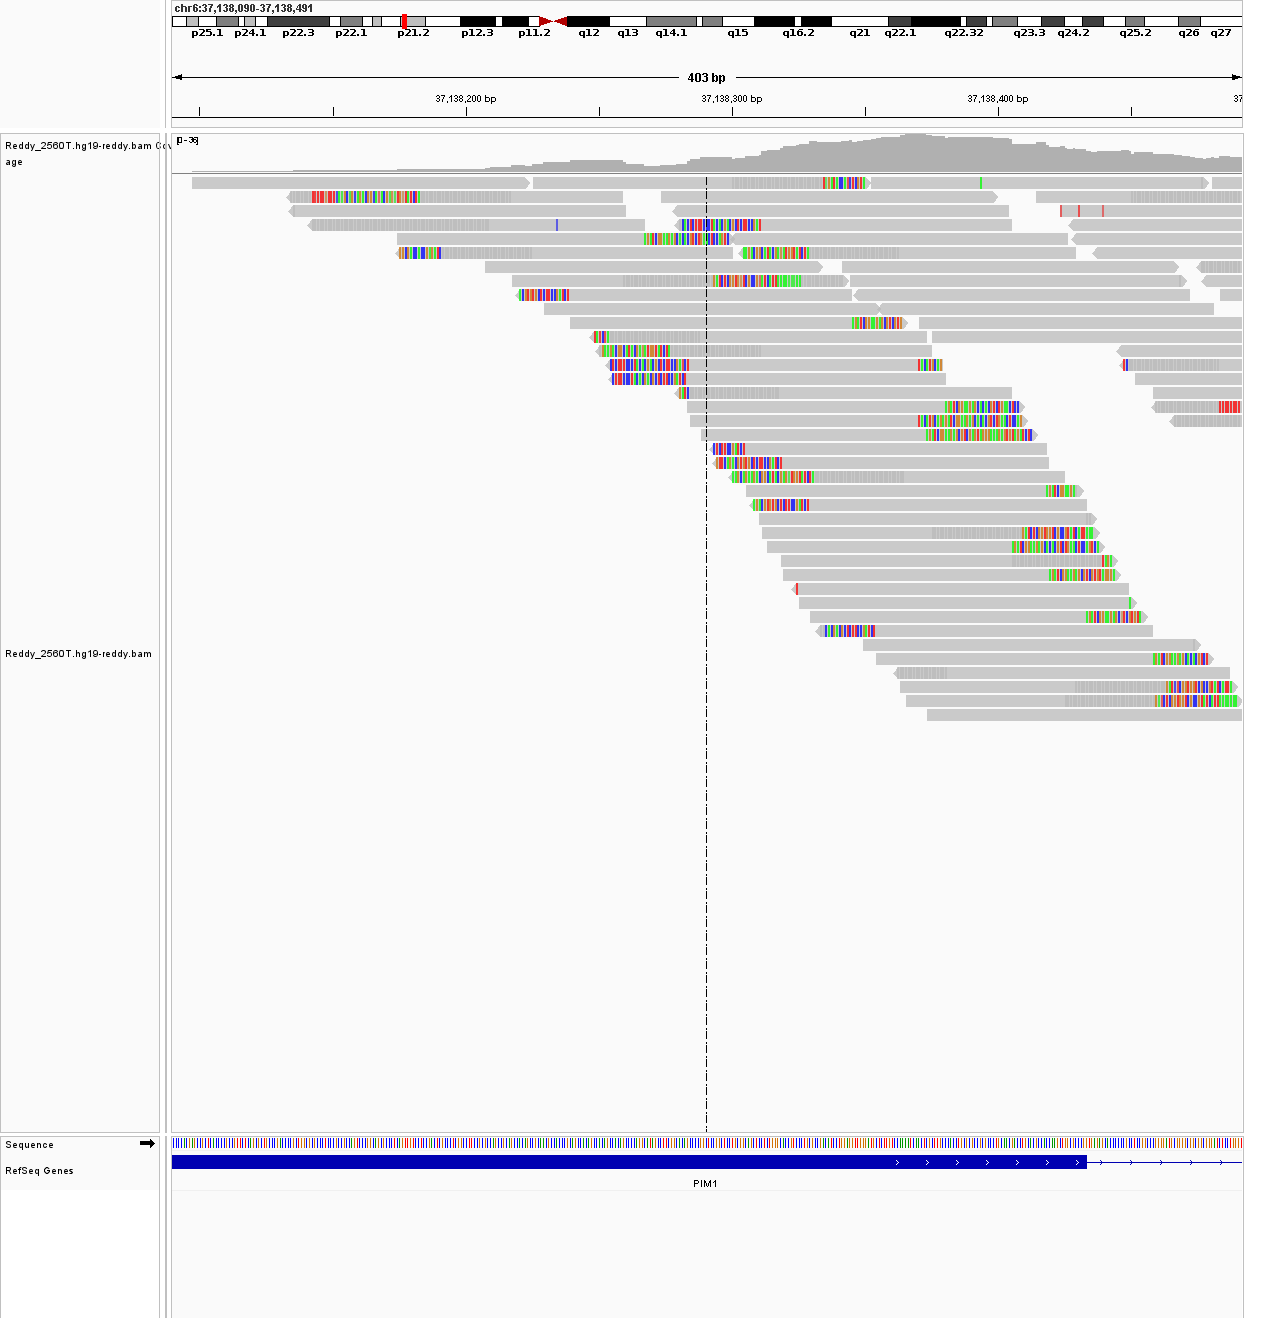 chr6:37,138,090-37,138,491
p25.1 p24.1 p22.3 p22.1 p21.2 p12.3 p11.2 q12 q13 q14.1 q15 q16.2 q21 q22.1 q22.32 q23.3 q24.2 q25.2 q26 q27
403 bp
37,138,200 bp 37,138,300 bp 37,138,400 bp 37
Reddy_2560T.hg19-reddy.bam Cov
age
[0-36]
Reddy_2560T.hg19-reddy.bam
Sequence
RefSeq Genes
PIM1